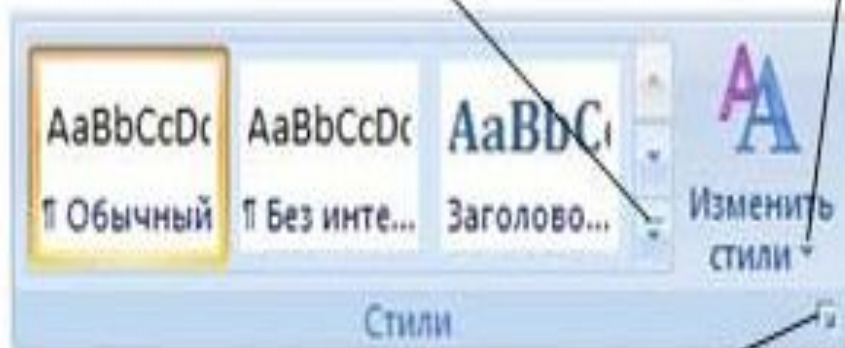 AaBbCcDc AaBbCcDc AaBbC
¶ Обычный ¶ Без инте... Заголово...
Изменить
стили
Стили